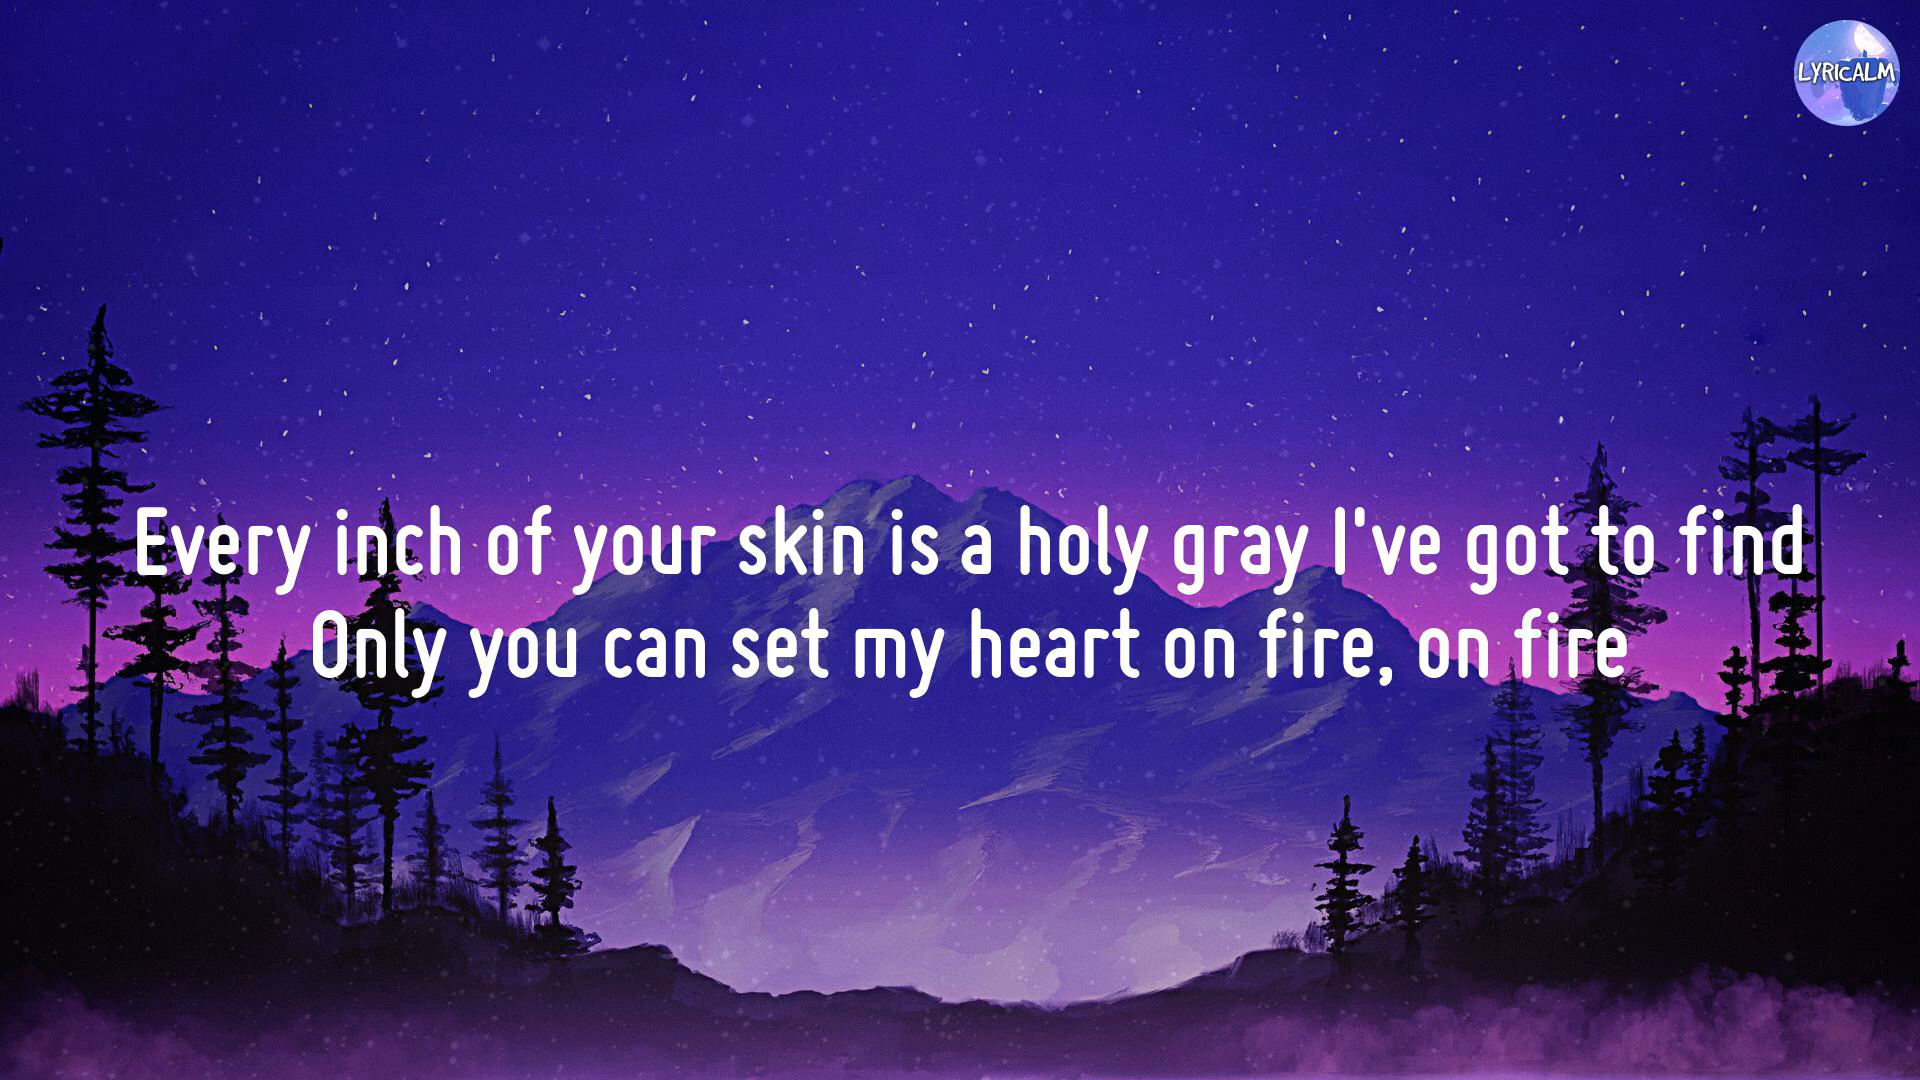 LYRICALM
Every inch of your skin is a holy gray I've got to find
Only you can set my heart on fire, on fire